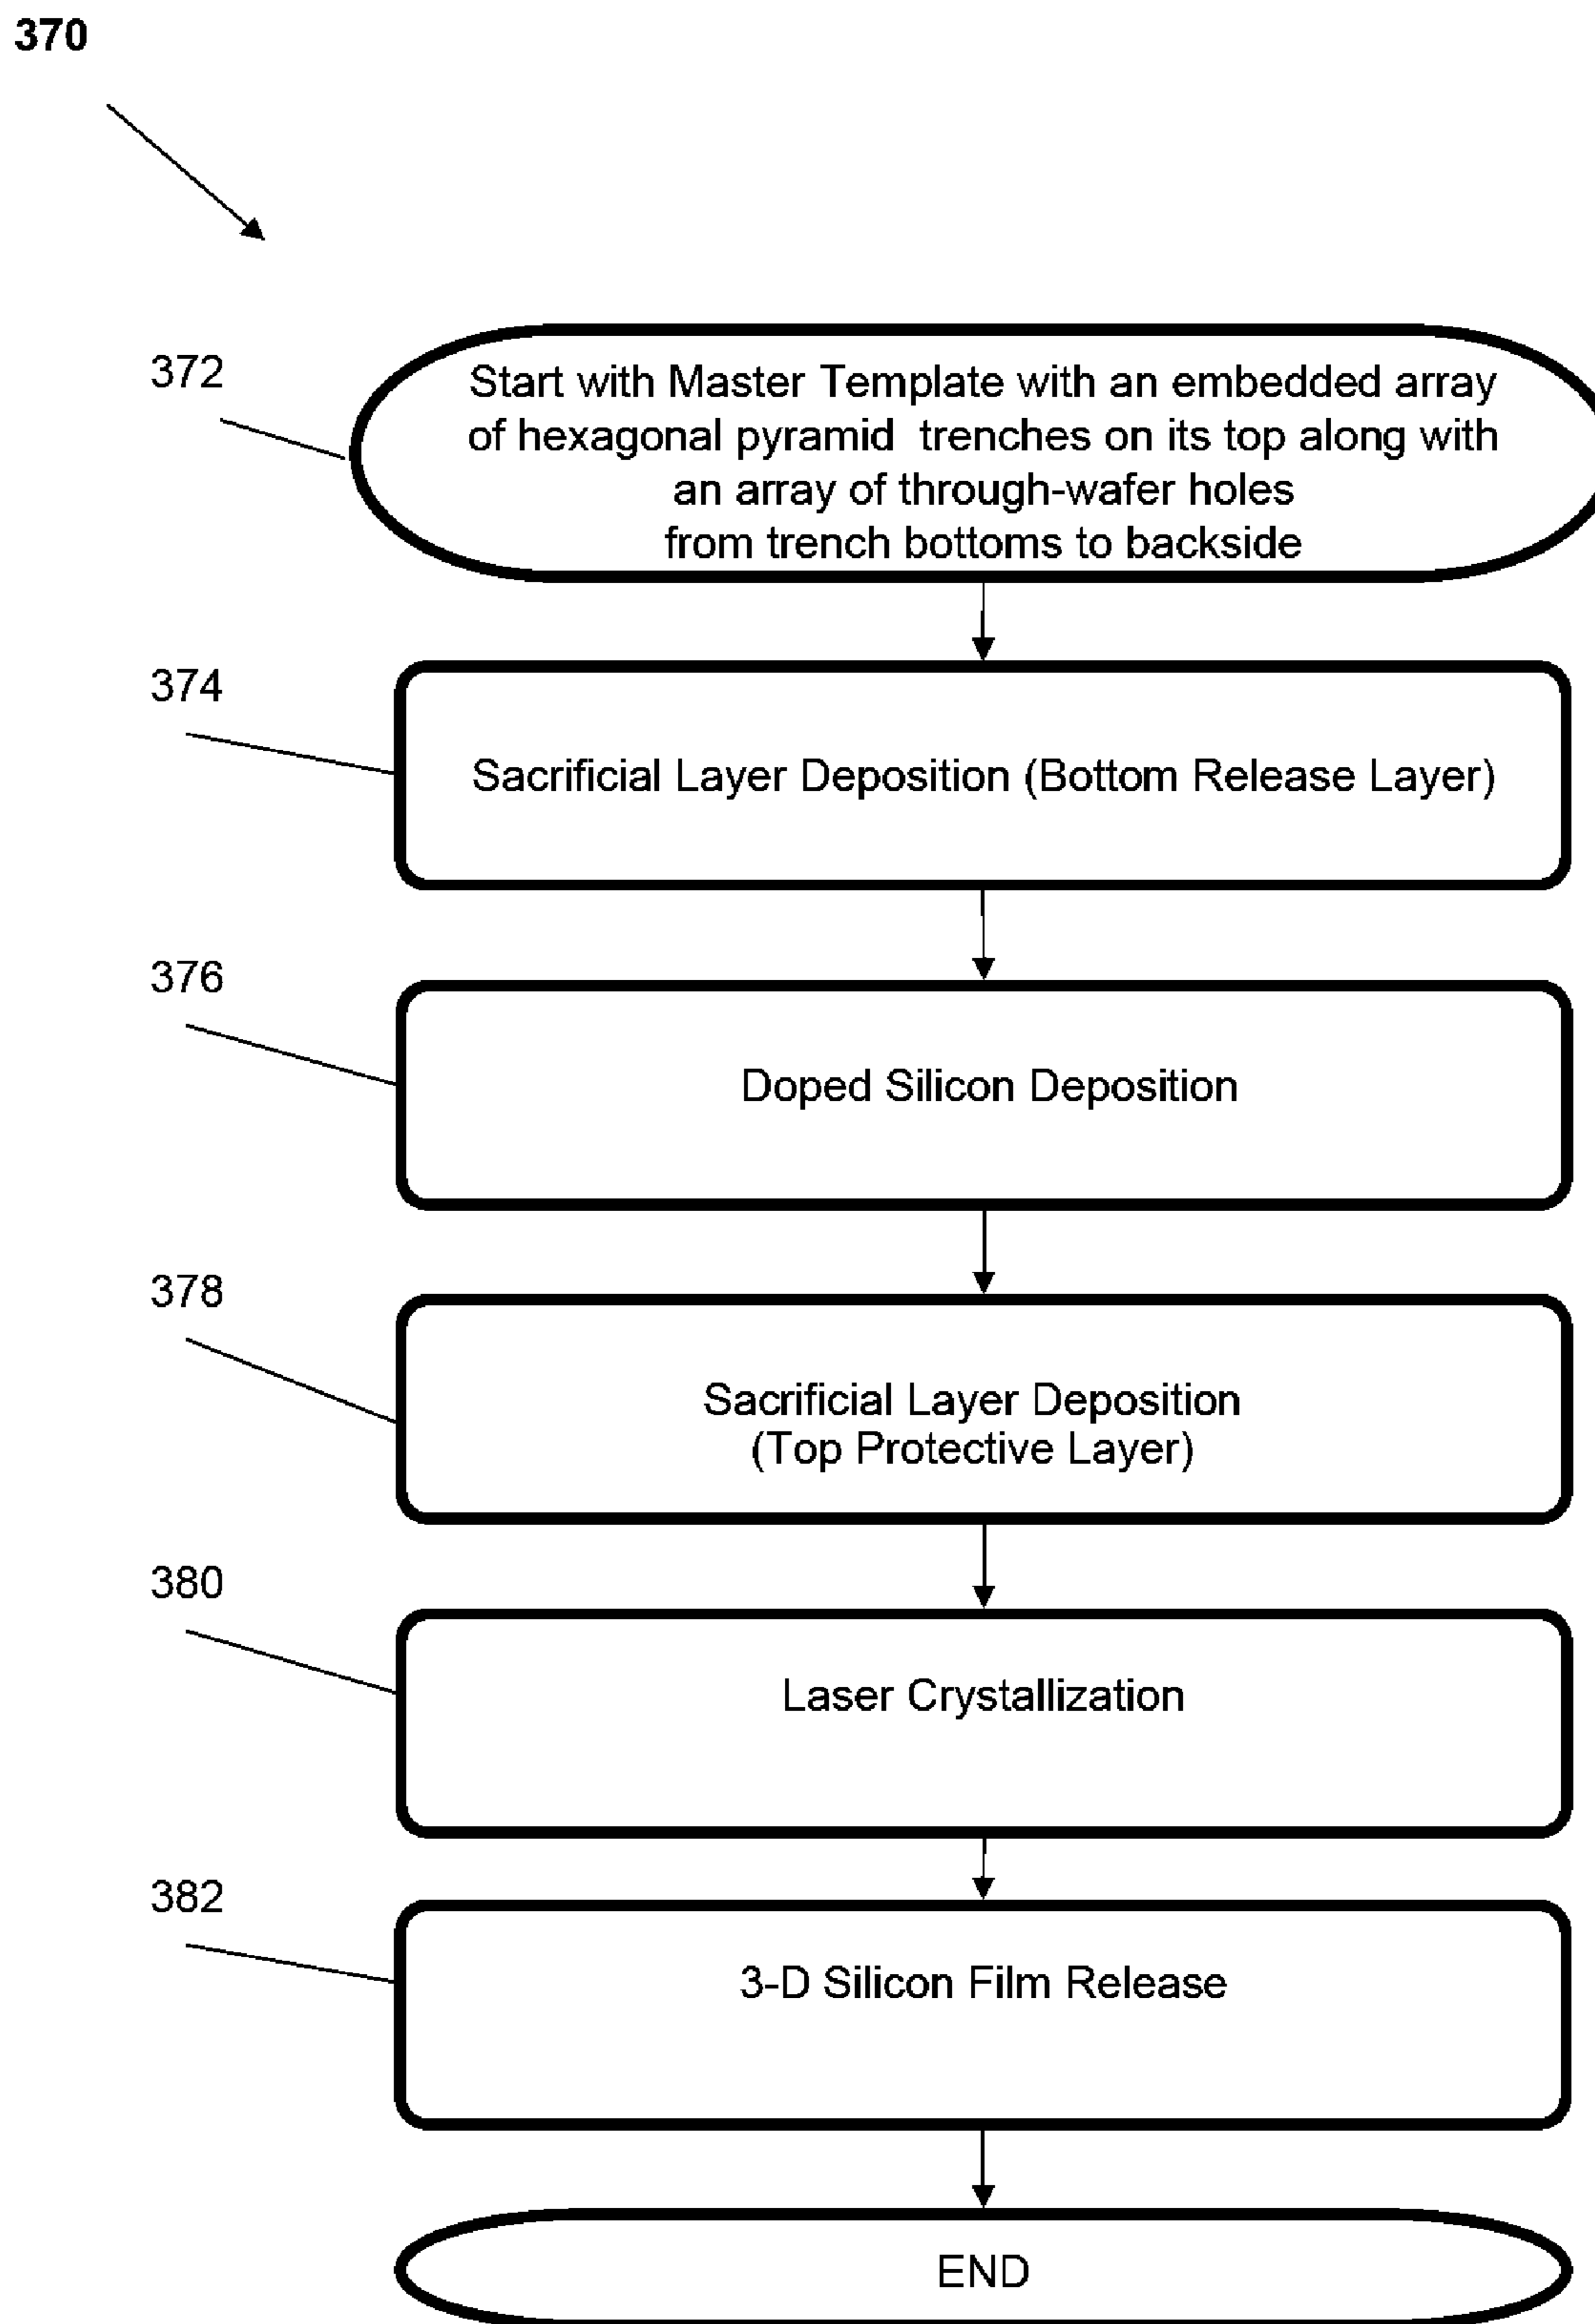 370
372
Start with Master Template with an embedded array
of hexagonal pyramid trenches on its top along with
an array of through-wafer holes
from trench bottoms to backside
374
Sacrificial Layer Deposition (Bottom Release Layer)
376
Doped Silicon Deposition
378
Sacrificial Layer Deposition
(Top Protective Layer)
380
Laser Crystallization
382
3-D Silicon Film Release
END